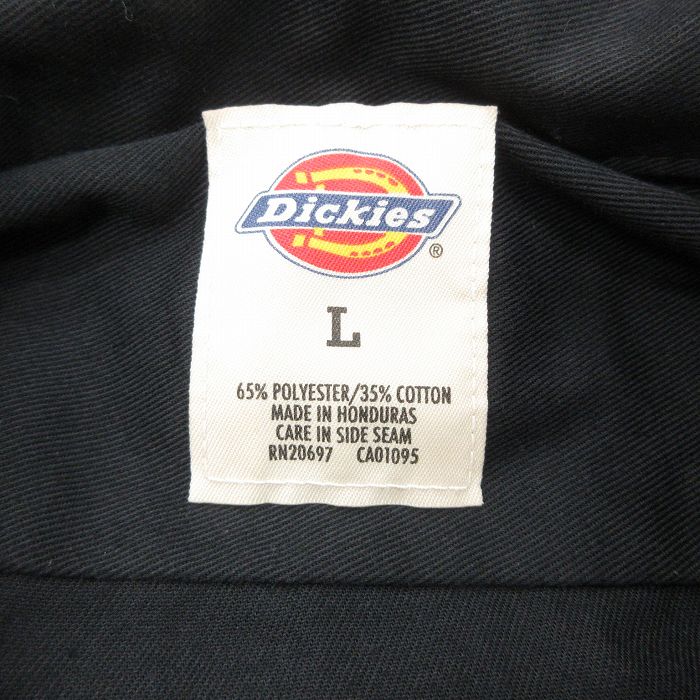 Dickies
®
L
65% POLYESTER/35% COTTON
MADE IN HONDURAS
CARE IN SIDE SEAM
RN20697 CA01095